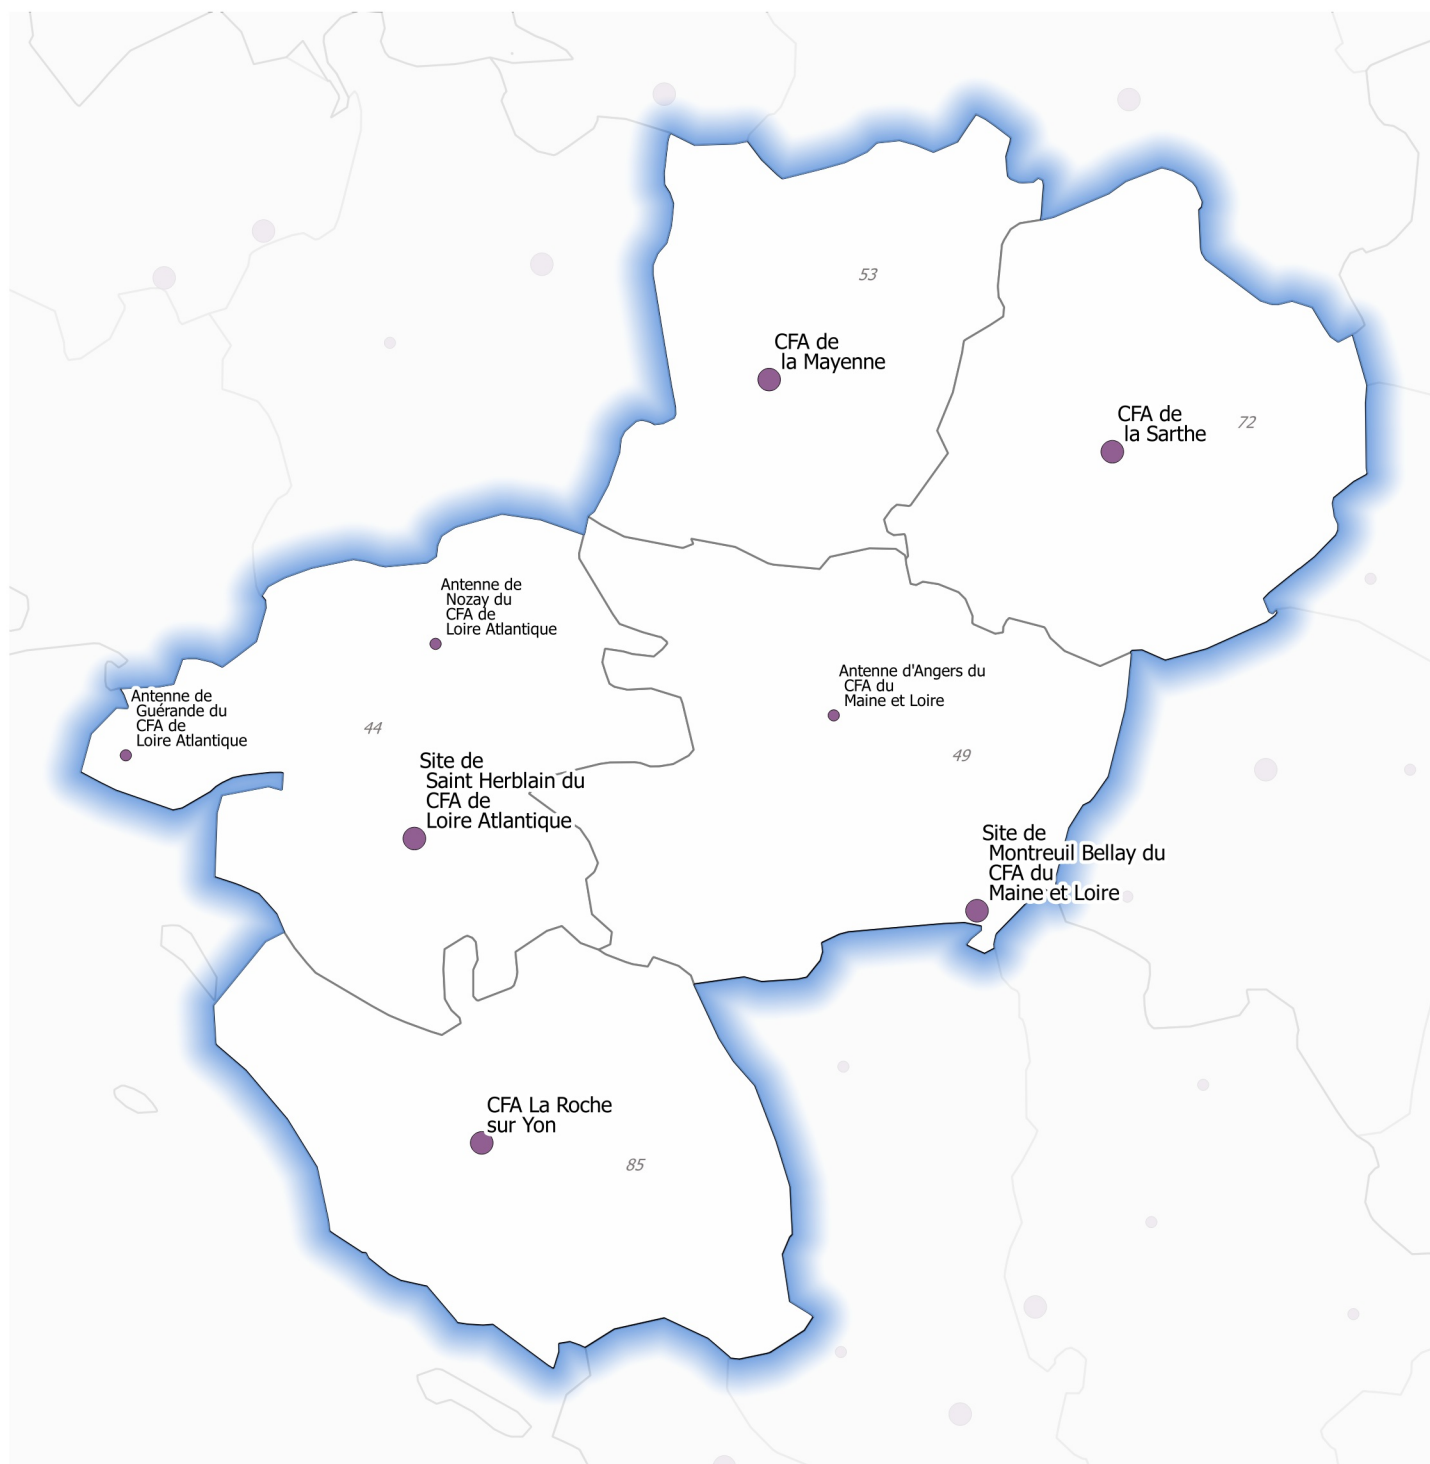 53
CFA de
la Mayenne
CFA de
la Sarthe
72
Antenne de
Nozay du
CFA de
Loire Atlantique
Antenne d'Angers du
CFA du
Maine et Loire
Antenne de
Guérande du
CFA de
Loire Atlantique
44
49
Site de
Saint Herblain du
CFA de
Loire Atlantique
Site de
Montreuil Bellay du
CFA du
Maine et Loire
CFA La Roche
sur Yon
85